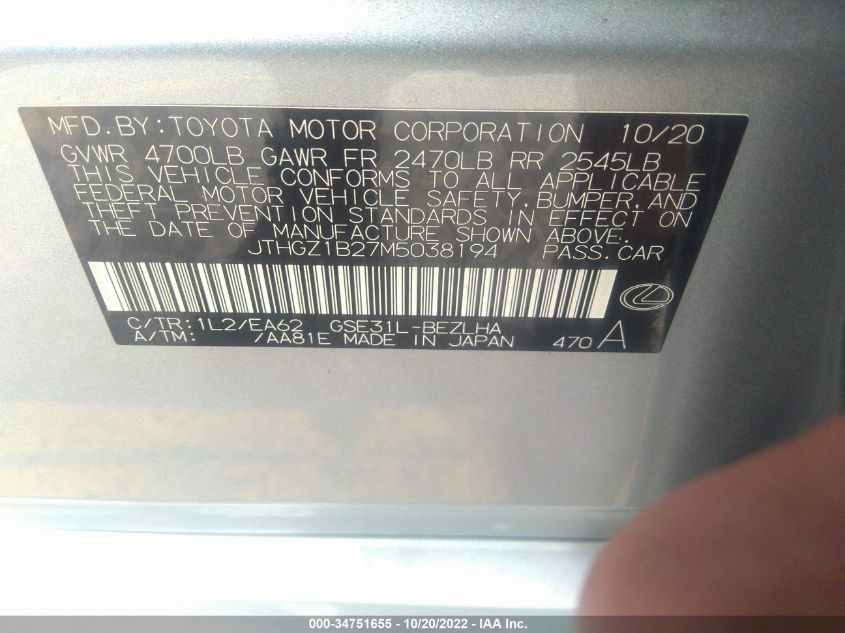 MFD.BY:TOYOTA MOTOR CORPORATION 10/20
GVWR 4700LB GAWR FR 2470LB RR 2545LB
THIS VEHICLE CONFORMS TO ALL APPLICABLE
FEDERAL MOTOR VEHICLE SAFETY,BUMPER,AND
THEFT PREVENTION STANDARDS IN EFFECT ON
THE DATE OF MANUFACTURE SHOWN ABOVE.
JTHGZ1B27M5038194 PASS.CAR
C/TR:1L2/EA62 GSE31L-BEZLHA
A/TM: /AA81E MADE IN JAPAN 470 A
000-34751655 - 10/20/2022 - IAA Inc.